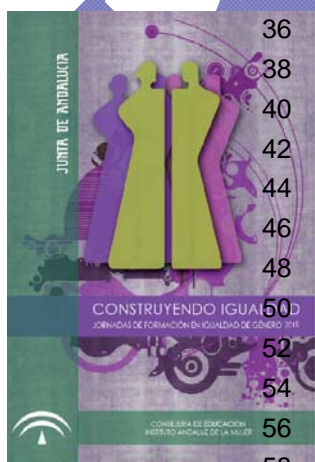 36
38
40
42
44
46
48
50
52
54
56
JUNTA DE ANDALUCIA
CONSTRUYENDO IGUALDAD
JORNADAS DE FORMACIÓN EN IGUALDAD DE GÉNERO
CONSEJERÍA DE EDUCACIÓN
INSTITUTO ANDALUZ DE LA MUJER